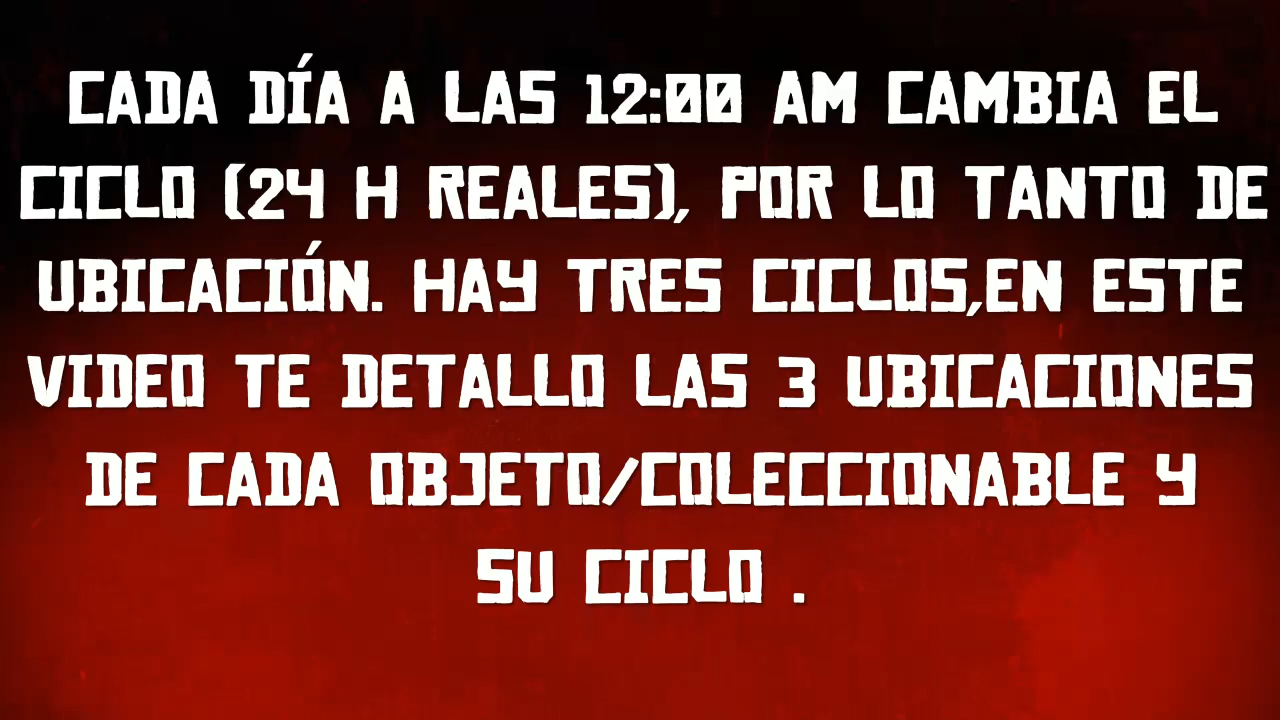 CADA DÍA A LAS 12:00 AM CAMBIA EL
CICLO (24 H REALES), POR LO TANTO DE
UBICACIÓN. HAY TRES CICLOS,EN ESTE
VIDEO TE DETALLO LAS 3 UBICACIONES
DE CADA OBJETO/COLECCIONABLE Y
SU CICLO .